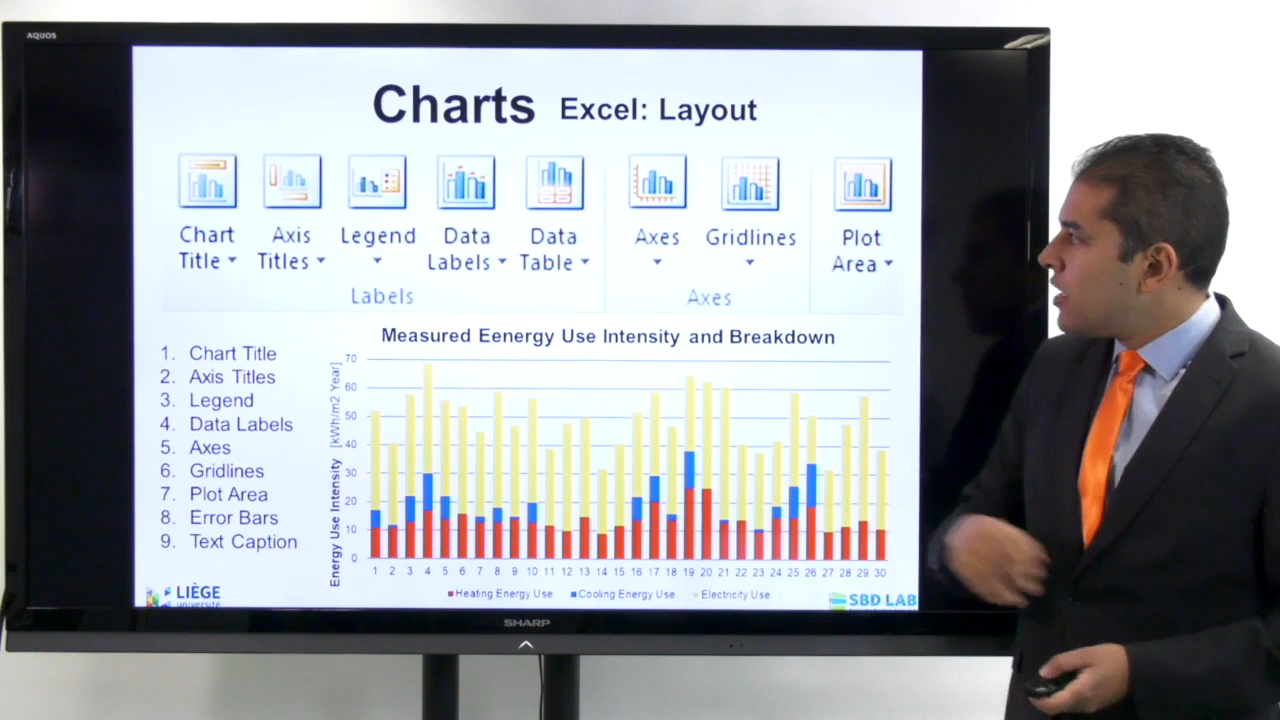 AQUOS
Charts Excel: Layout
Chart Title
Axis Titles
Legend
Data Labels
Data Table
Axes
Gridlines
Plot Area
Labels
Axes
1. Chart Title
2. Axis Titles
3. Legend
4. Data Labels
5. Axes
6. Gridlines
7. Plot Area
8. Error Bars
9. Text Caption
Measured Eenergy Use Intensity and Breakdown
Energy Use Intensity [kWh/m2 Year]
70
60
50
40
30
20
10
0
1 2 3 4 5 6 7 8 9 10 11 12 13 14 15 16 17 18 19 20 21 22 23 24 25 26 27 28 29 30
Heating Energy Use Cooling Energy Use Electricity Use
LIÈGE
université
SBD LAB
SHARP